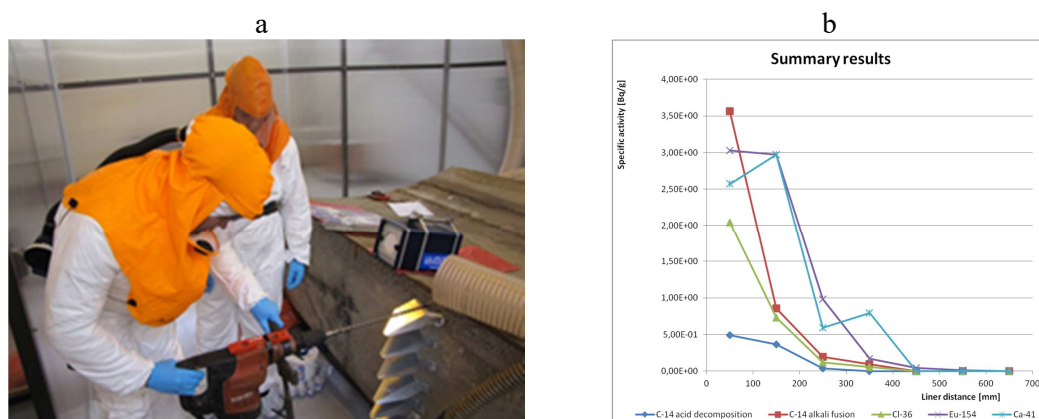 a
b
Summary results
Specific activity [Bq/g]
4,00E+00
3,50E+00
3,00E+00
2,50E+00
2,00E+00
1,50E+00
1,00E+00
5,00E-01
0,00E+00
0 100 200 300 400 500 600 700
Liner distance [mm]
C-14 acid decomposition C-14 alkali fusion Cl-36 Eu-154 Ca-41